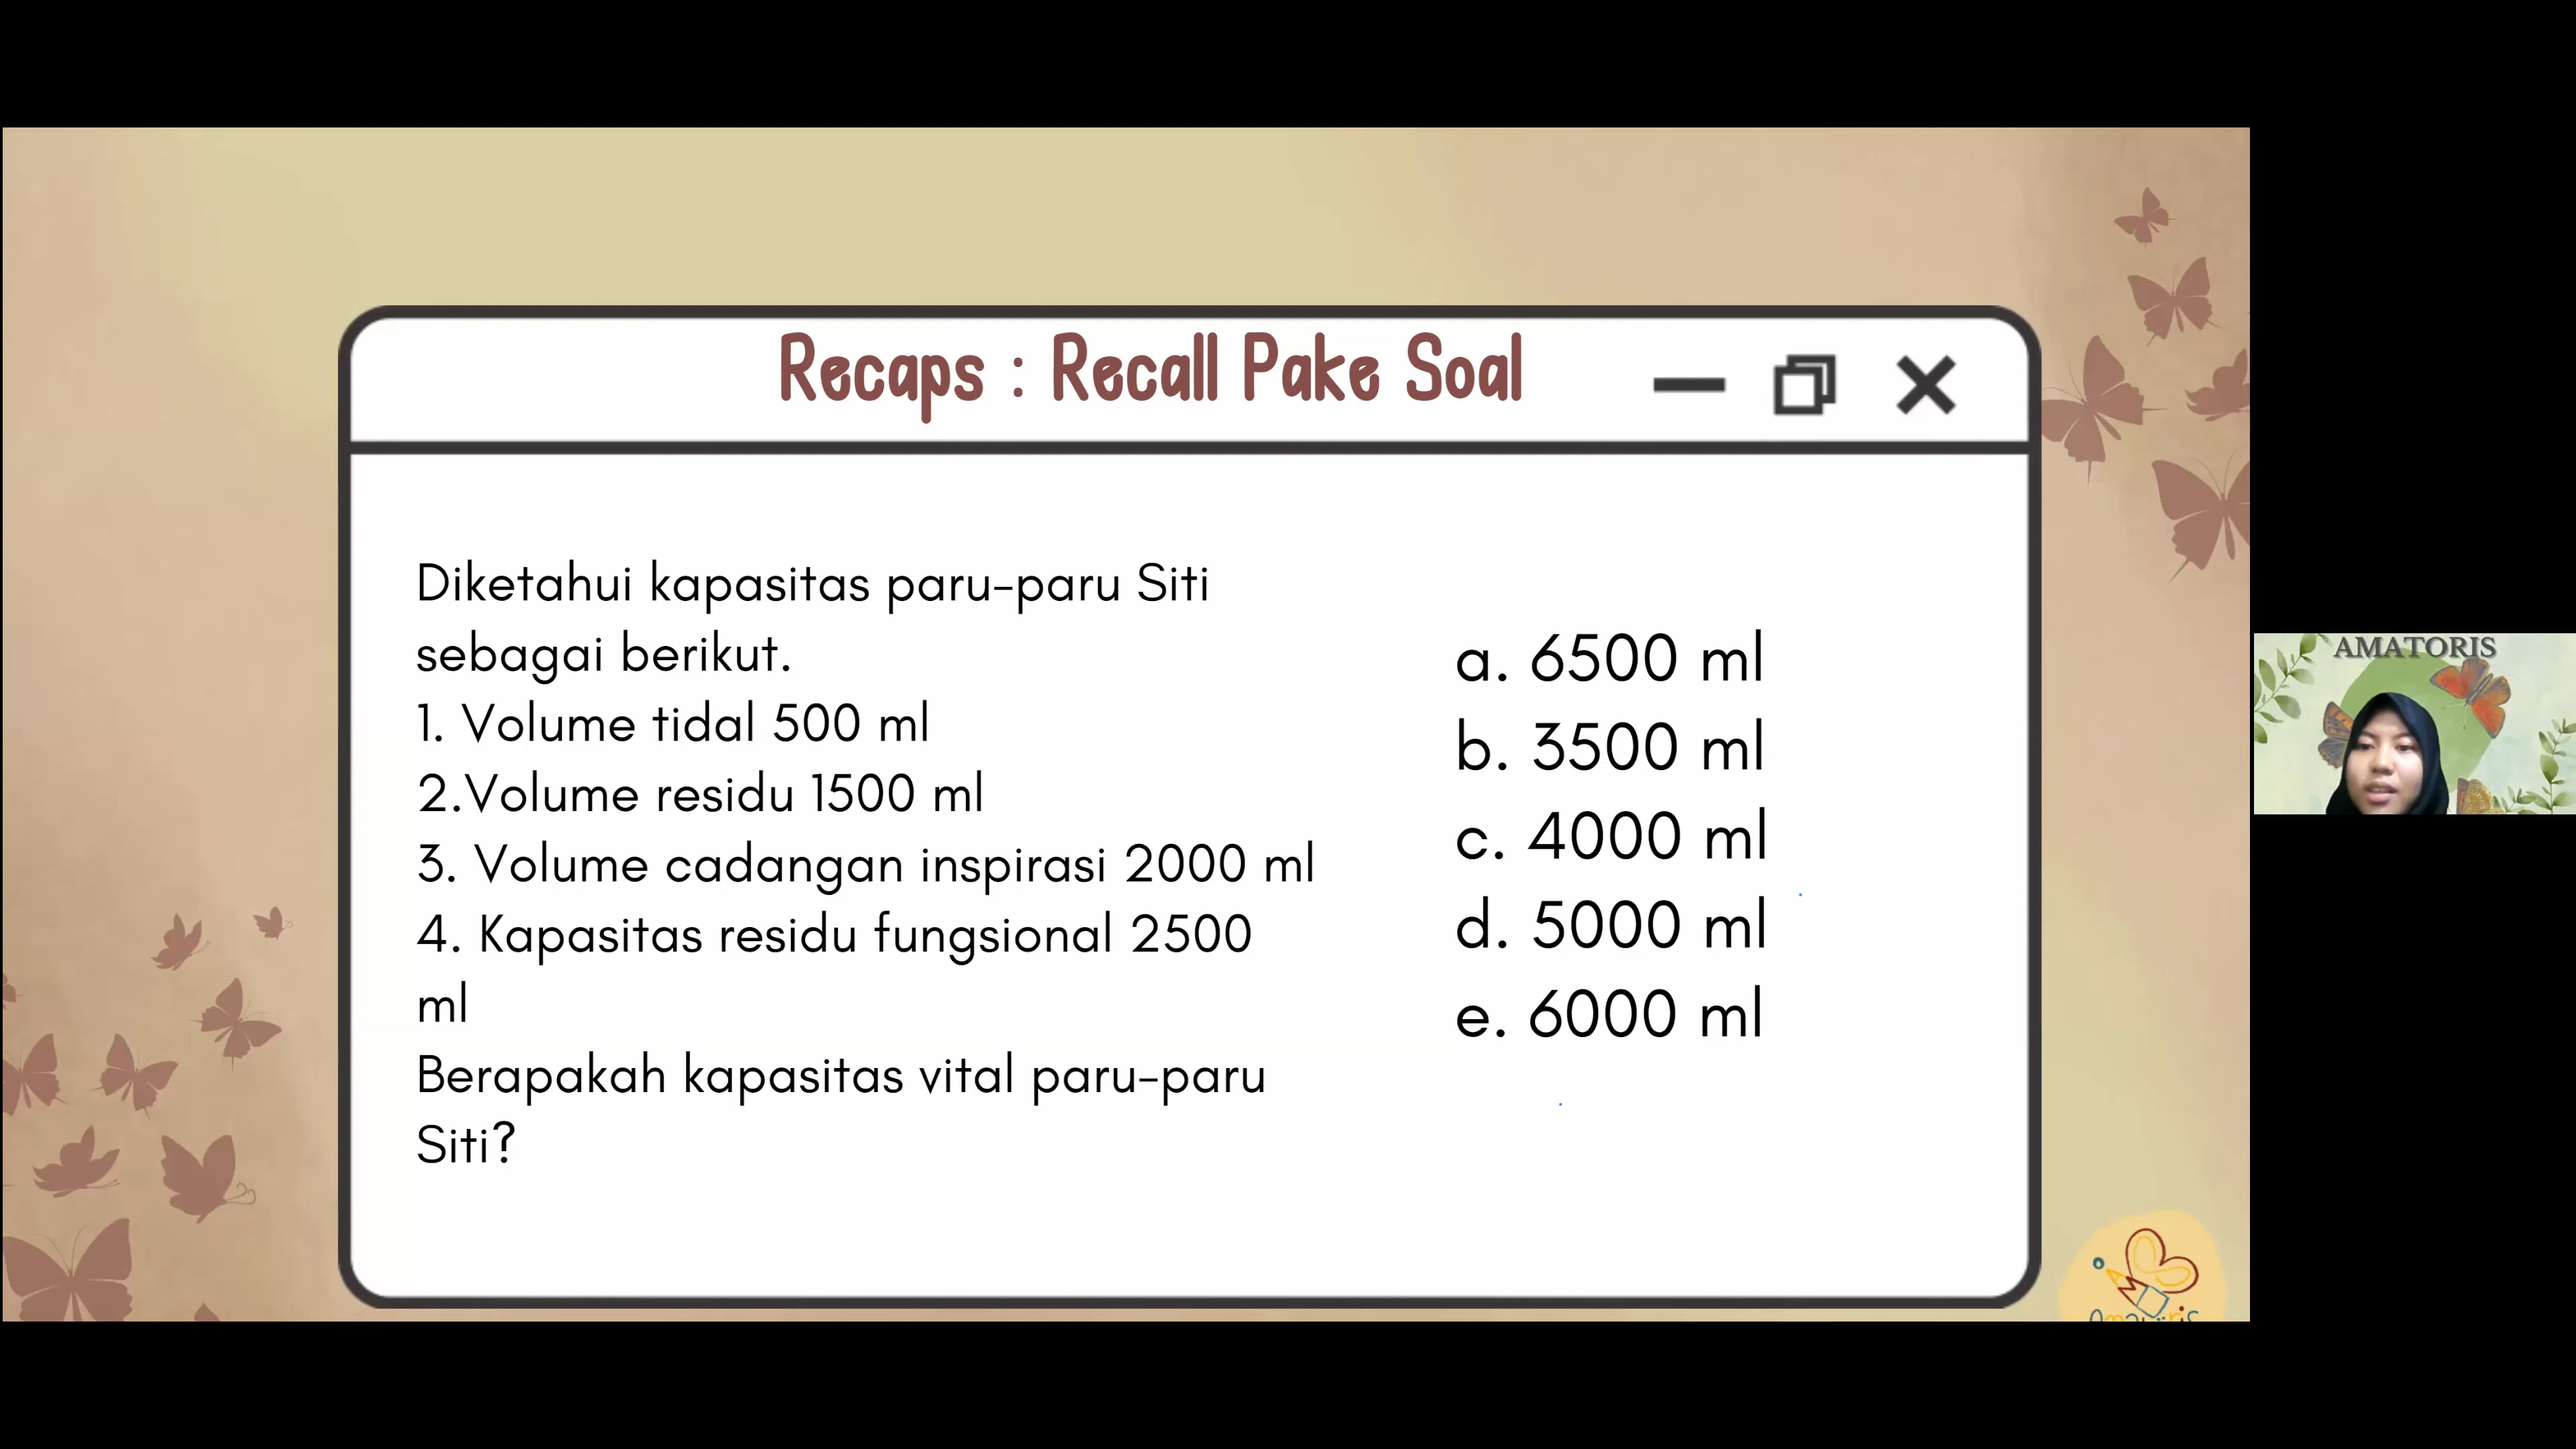 Recaps : Recall Pake Soal
Diketahui kapasitas paru-paru Siti
sebagai berikut.
1. Volume tidal 500 ml
2.Volume residu 1500 ml
3. Volume cadangan inspirasi 2000 ml
4. Kapasitas residu fungsional 2500
ml
Berapakah kapasitas vital paru-paru
Siti?
a. 6500 ml
b. 3500 ml
c. 4000 ml
d. 5000 ml
e. 6000 ml
AMATORIS